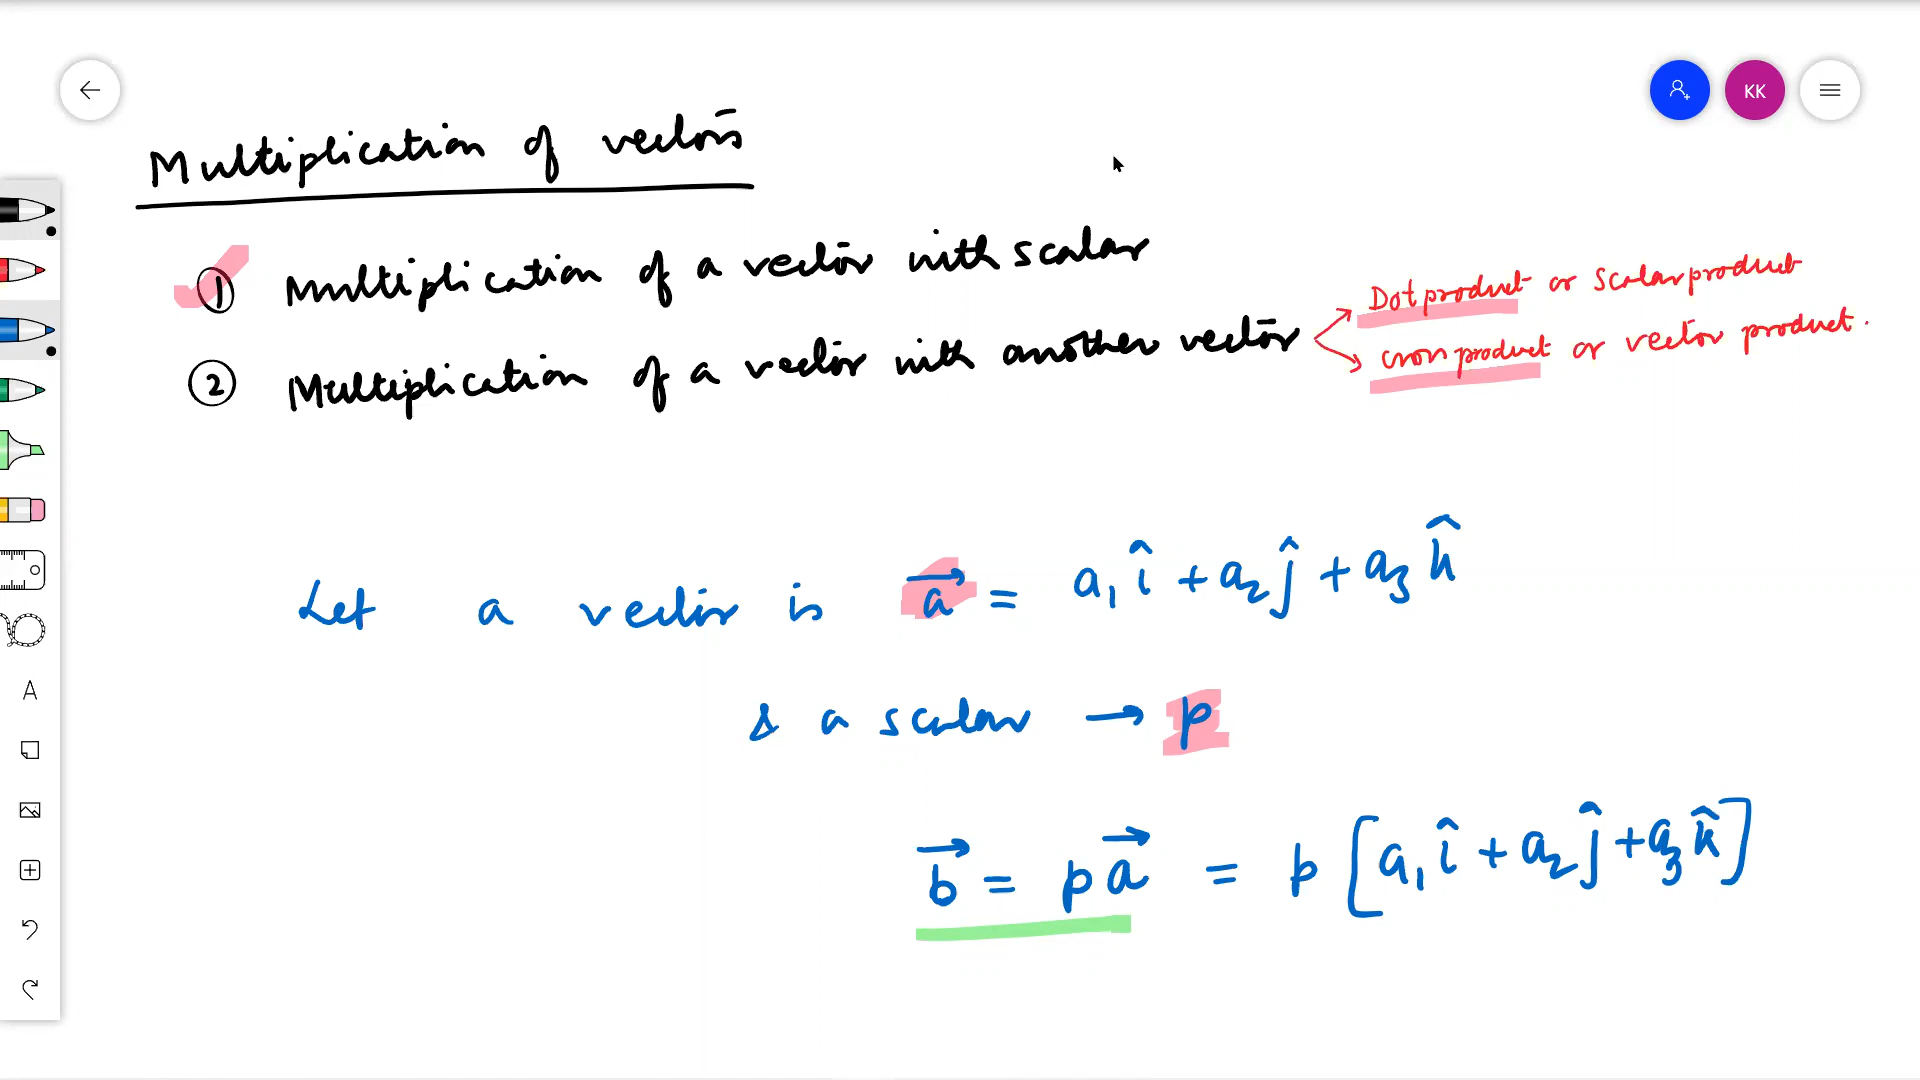 KK
Multiplication of vectors
① Multiplication of a vector with scalar
② Multiplication of a vector with another vector
Dot product or scalar product
cross product or vector product.
Let a vector is a⃗ = a₁î + a₂ĵ + a₃k̂
& a scalar → p
b⃗ = pa⃗ = p [a₁î + a₂ĵ + a₃k̂]
A